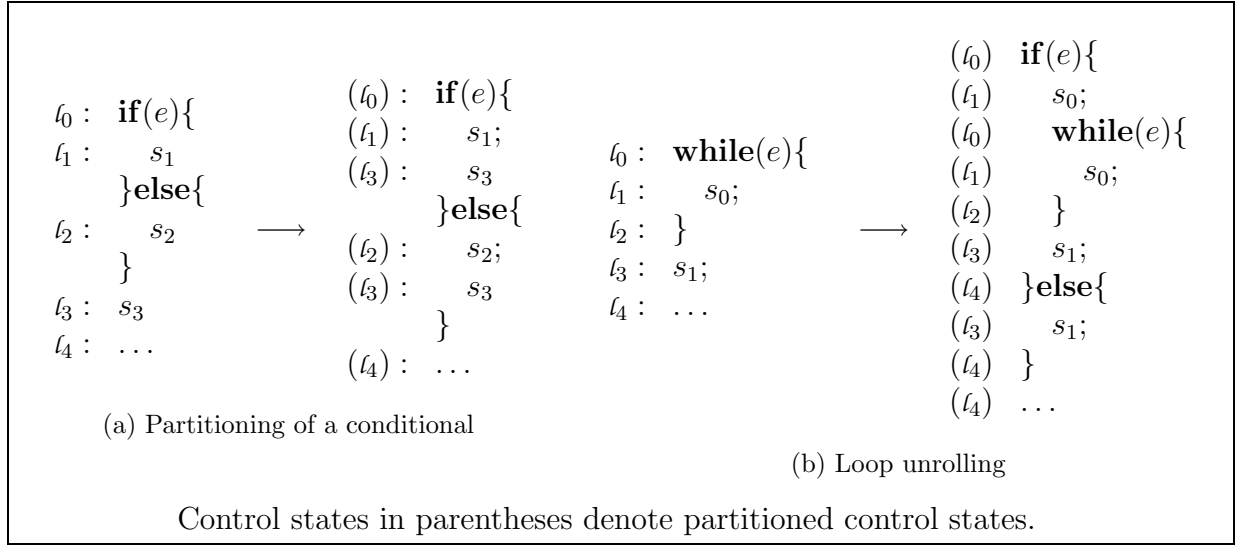 ℓ₀ : if(e){
ℓ₁ : s₁
}else{
ℓ₂ : s₂
}
ℓ₃ : s₃
ℓ₄ : ...
⟶
(ℓ₀) : if(e){
(ℓ₁) : s₁;
(ℓ₃) : s₃
}else{
(ℓ₂) : s₂;
(ℓ₃) : s₃
}
(ℓ₄) : ...
(a) Partitioning of a conditional
ℓ₀ : while(e){
ℓ₁ : s₀;
ℓ₂ : }
ℓ₃ : s₁;
ℓ₄ : ...
⟶
(ℓ₀) if(e){
(ℓ₁) s₀;
(ℓ₀) while(e){
(ℓ₁) s₀;
(ℓ₂) }
(ℓ₃) s₁;
(ℓ₄) }else{
(ℓ₃) s₁;
(ℓ₄) }
(ℓ₄) ...
(b) Loop unrolling
Control states in parentheses denote partitioned control states.